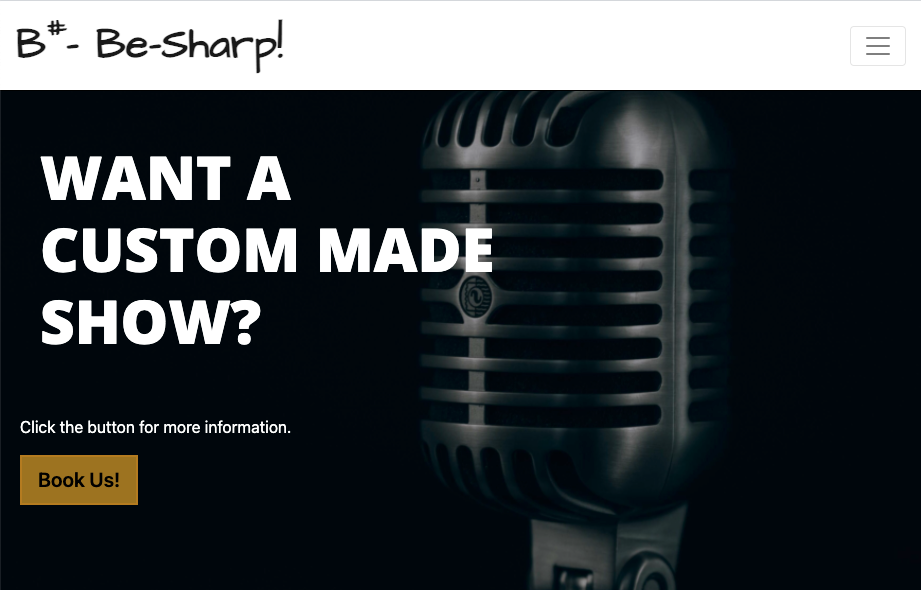 B#- Be-Sharp!
WANT A
CUSTOM MADE
SHOW?
Click the button for more information.
Book Us!